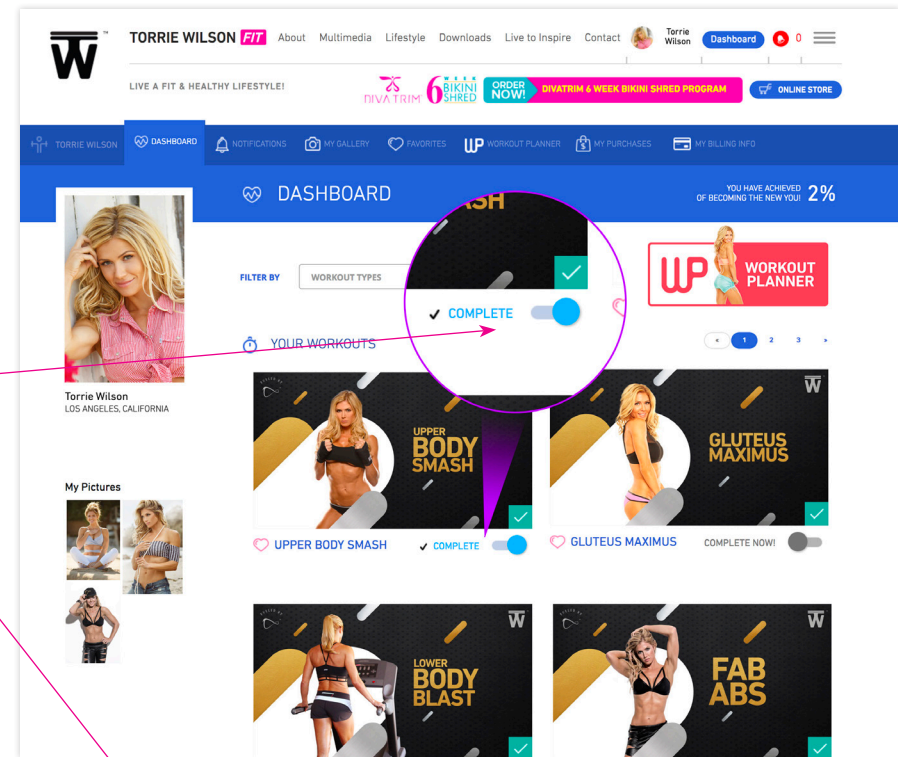 TORRIE WILSON FIT About Multimedia Lifestyle Downloads Live to Inspire Contact Torrie Wilson Dashboard 0
LIVE A FIT & HEALTHY LIFESTYLE!
DIVA TRIM 6 WEEK BIKINI SHRED ORDER NOW! DIVATRIM 6 WEEK BIKINI SHRED PROGRAM ONLINE STORE
TORRIE WILSON DASHBOARD NOTIFICATIONS MY GALLERY FAVORITES WP WORKOUT PLANNER MY PURCHASES MY BILLING INFO
DASHBOARD
YOU HAVE ACHIEVED
OF BECOMING THE NEW YOU! 2%
SMASH
FILTER BY WORKOUT TYPES
WP WORKOUT
PLANNER
✓ COMPLETE
YOUR WORKOUTS
« 1 2 3 »
Torrie Wilson
LOS ANGELES, CALIFORNIA
UPPER
BODY
SMASH
GLUTEUS
MAXIMUS
UPPER BODY SMASH ✓ COMPLETE
GLUTEUS MAXIMUS COMPLETE NOW!
My Pictures
LOWER
BODY
BLAST
FAB
ABS